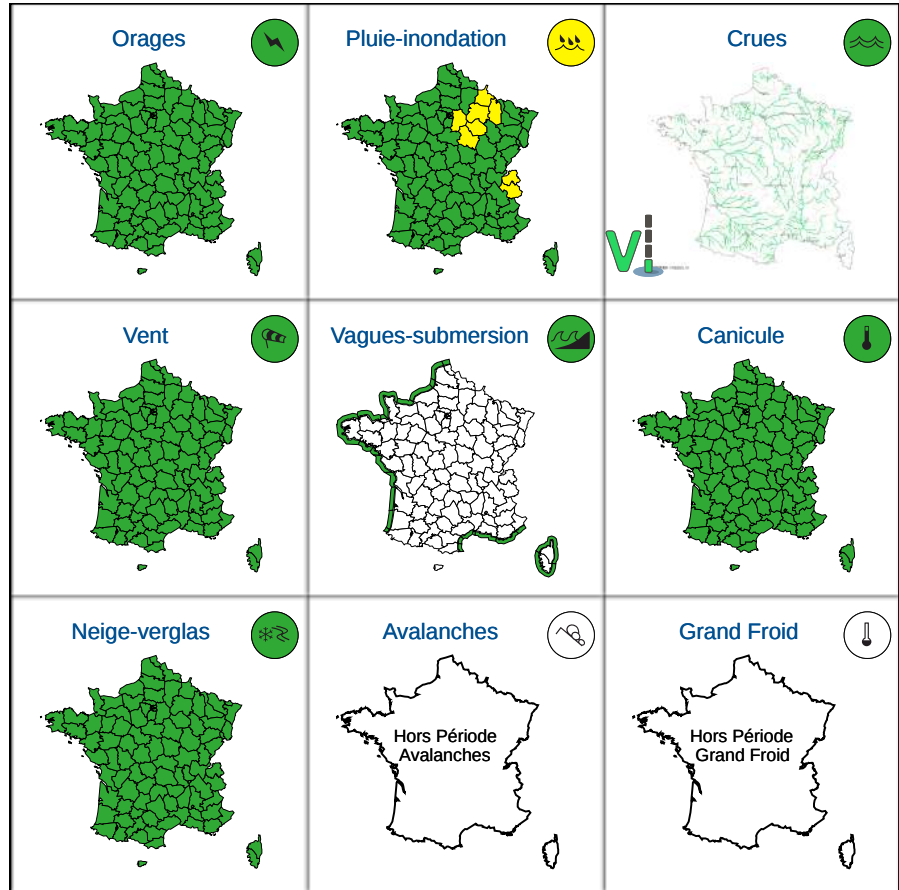 Orages
Pluie-inondation
Crues
Vi
Vent
Vagues-submersion
Canicule
Neige-verglas
Avalanches
Hors Période
Avalanches
Grand Froid
Hors Période
Grand Froid